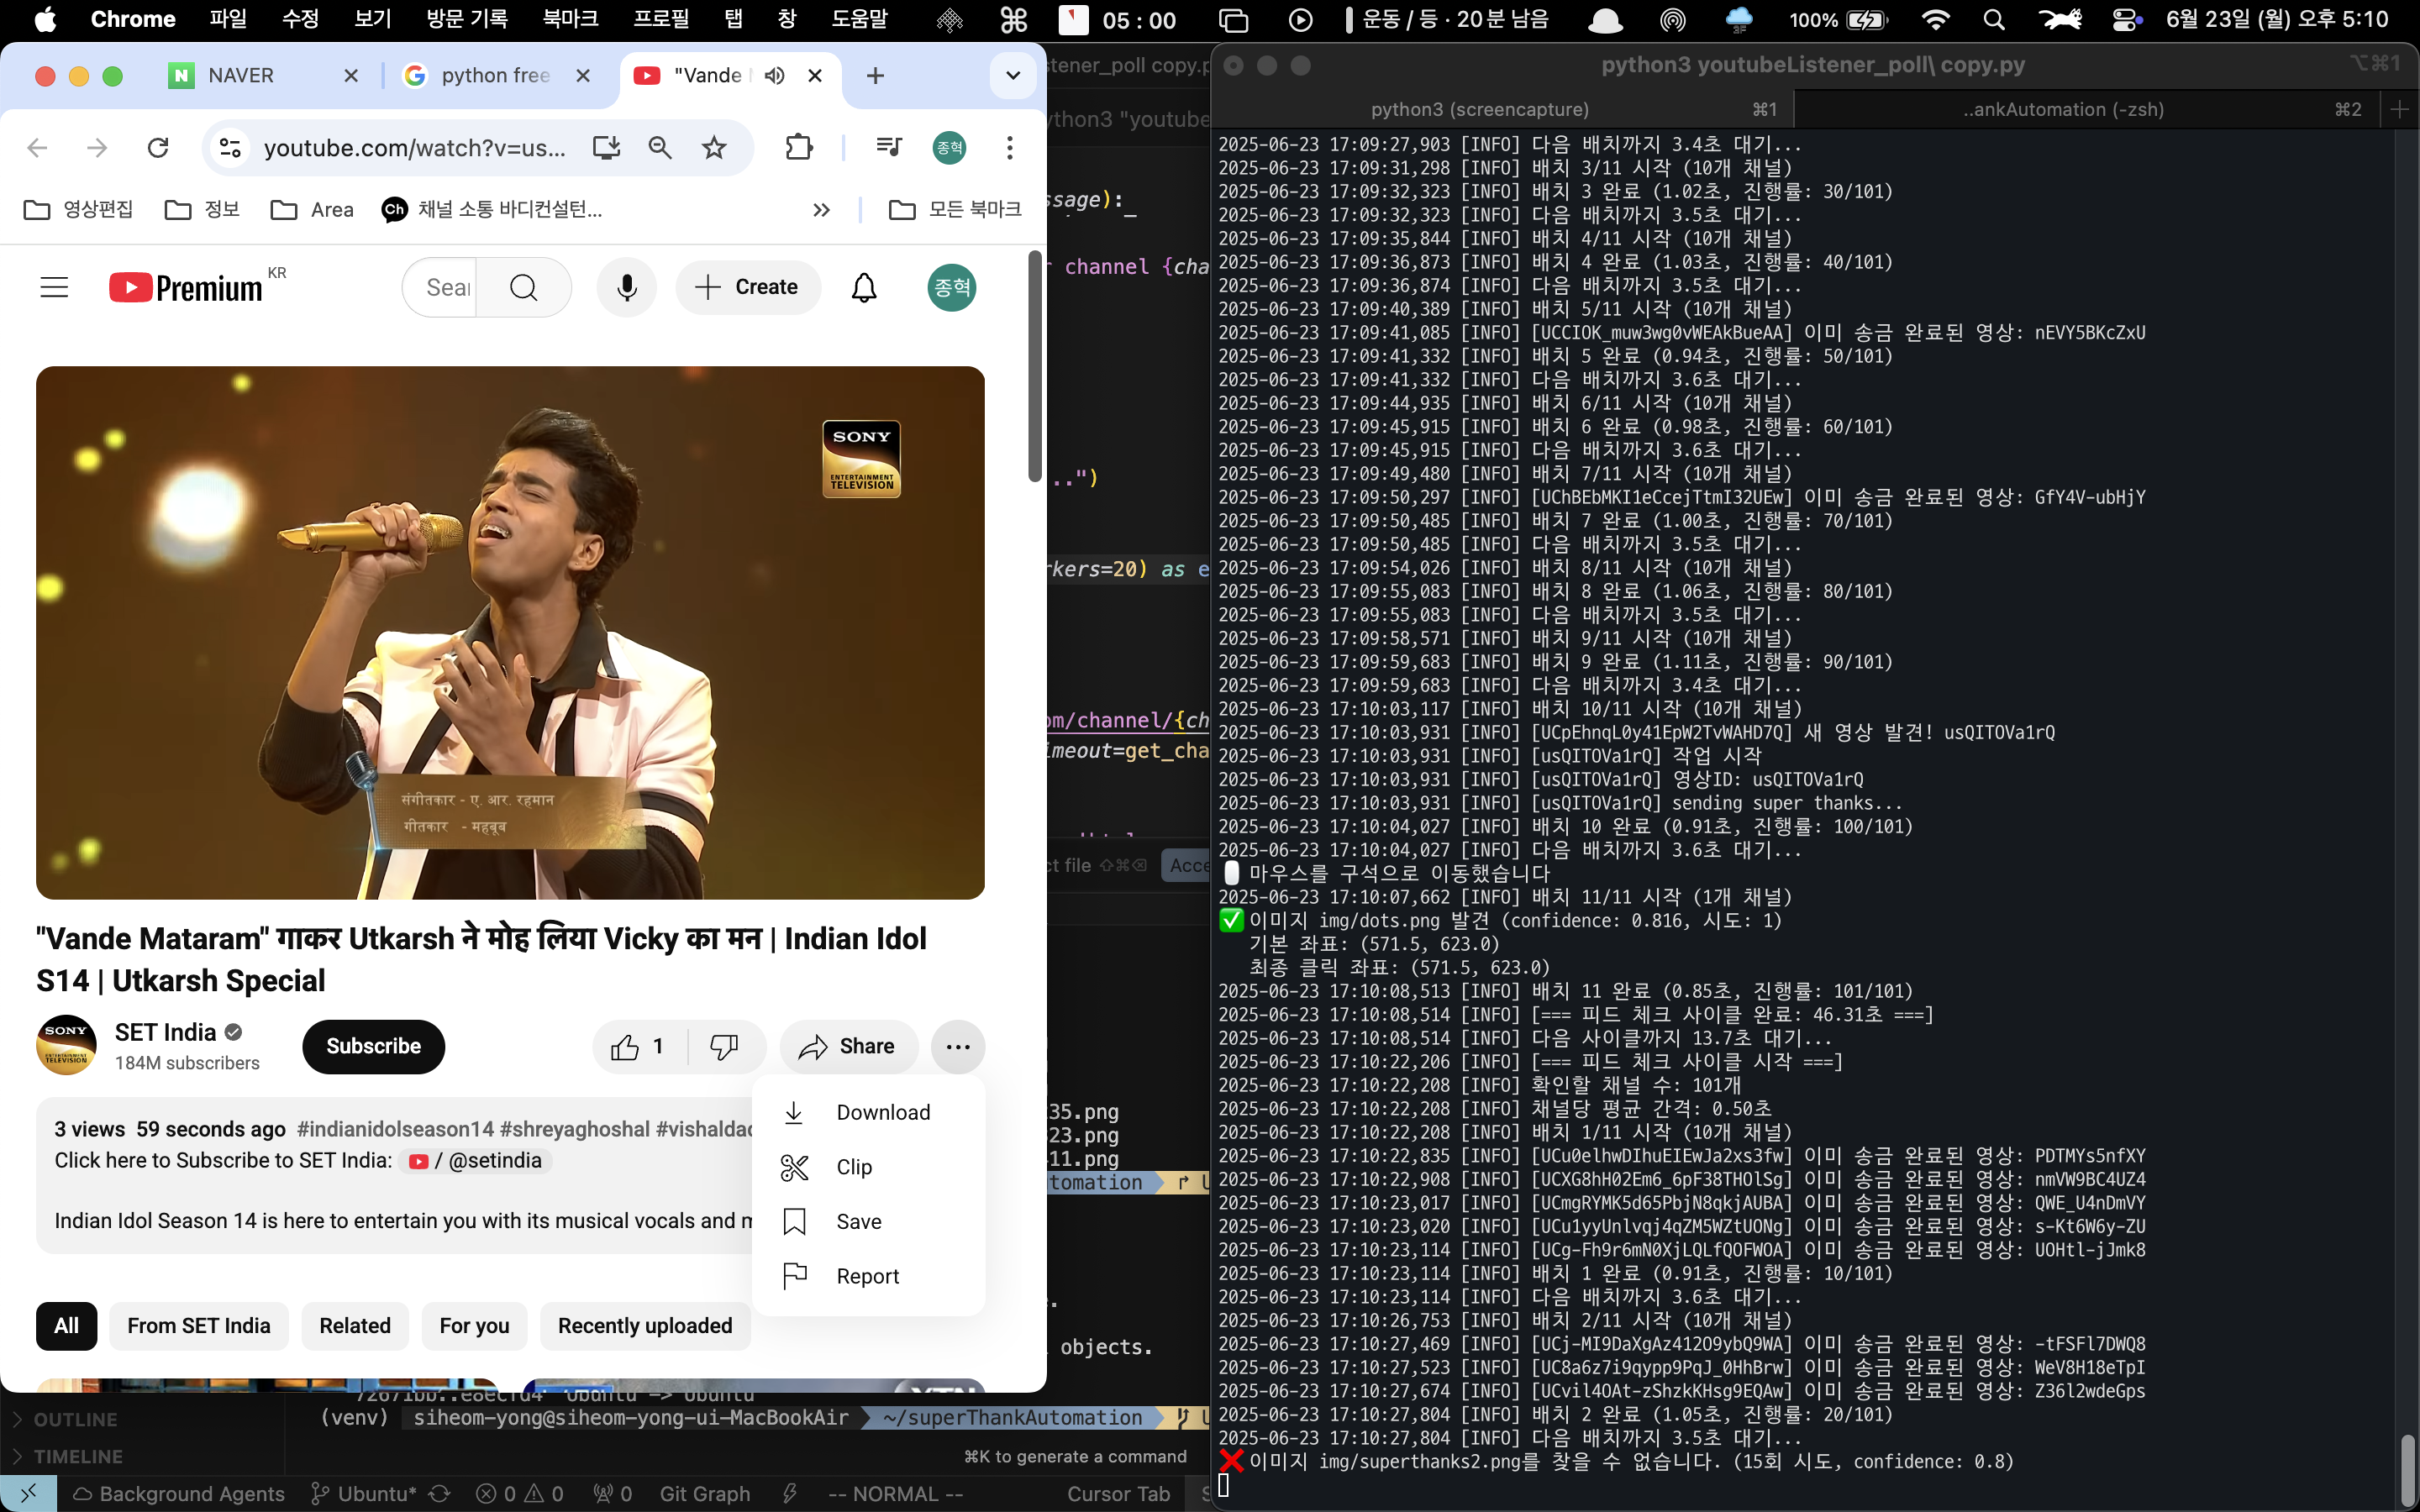 Chrome 파일 수정 보기 방문 기록 북마크 프로필 탭 창 도움말 05 : 00 운동 / 등 · 20분 남음 100% 6월 23일 (월) 오후 5:10
NAVER
python free
"Vande
youtube.com/watch?v=us...
종혁
영상편집
정보
Area
Ch 채널 소통 바디컨설턴...
모든 북마크
Premium KR
Create
종혁
SONY
ENTERTAINMENT
TELEVISION
संगीतकार - ए. आर. रहमान
गीतकार - महबूब
"Vande Mataram" गाकर Utkarsh ने मोह लिया Vicky का मन | Indian Idol
S14 | Utkarsh Special
SONY
SET India
184M subscribers
Subscribe
1
Share
Download
Clip
Save
Report
3 views 59 seconds ago #indianidolseason14 #shreyaghoshal
Click here to Subscribe to SET India: / @setindia
Indian Idol Season 14 is here to entertain you with its musical vocals and
All
From SET India
Related
For you
Recently uploaded
stener_poll copy.p
ython3 "youtube
ssage):
r channel {cha
..")
rkers=20) as e
om/channel/{ch
imeout=get_cha
ct file ⇧⌘⌫ Acce
35.png
23.png
11.png
tomation
objects.
(venv) siheom-yong@siheom-yong-ui-MacBookAir ~/superThankAutomation
OUTLINE
TIMELINE
⌘K to generate a command
Background Agents Ubuntu* 0 0 0 Git Graph -- NORMAL -- Cursor Tab
python3 youtubeListener_poll\ copy.py ⌥⌘1
python3 (screencapture) ⌘1 ..ankAutomation (-zsh) ⌘2
2025-06-23 17:09:27,903 [INFO] 다음 배치까지 3.4초 대기...
2025-06-23 17:09:31,298 [INFO] 배치 3/11 시작 (10개 채널)
2025-06-23 17:09:32,323 [INFO] 배치 3 완료 (1.02초, 진행률: 30/101)
2025-06-23 17:09:32,323 [INFO] 다음 배치까지 3.5초 대기...
2025-06-23 17:09:35,844 [INFO] 배치 4/11 시작 (10개 채널)
2025-06-23 17:09:36,873 [INFO] 배치 4 완료 (1.03초, 진행률: 40/101)
2025-06-23 17:09:36,874 [INFO] 다음 배치까지 3.5초 대기...
2025-06-23 17:09:40,389 [INFO] 배치 5/11 시작 (10개 채널)
2025-06-23 17:09:41,085 [INFO] [UCCIOK_muw3wg0vWEAkBueAA] 이미 송금 완료된 영상: nEVY5BKcZxU
2025-06-23 17:09:41,332 [INFO] 배치 5 완료 (0.94초, 진행률: 50/101)
2025-06-23 17:09:41,332 [INFO] 다음 배치까지 3.6초 대기...
2025-06-23 17:09:44,935 [INFO] 배치 6/11 시작 (10개 채널)
2025-06-23 17:09:45,915 [INFO] 배치 6 완료 (0.98초, 진행률: 60/101)
2025-06-23 17:09:45,915 [INFO] 다음 배치까지 3.6초 대기...
2025-06-23 17:09:49,480 [INFO] 배치 7/11 시작 (10개 채널)
2025-06-23 17:09:50,297 [INFO] [UChBEbMKI1eCcejTtmI32UEw] 이미 송금 완료된 영상: GfY4V-ubHjY
2025-06-23 17:09:50,485 [INFO] 배치 7 완료 (1.00초, 진행률: 70/101)
2025-06-23 17:09:50,485 [INFO] 다음 배치까지 3.5초 대기...
2025-06-23 17:09:54,026 [INFO] 배치 8/11 시작 (10개 채널)
2025-06-23 17:09:55,083 [INFO] 배치 8 완료 (1.06초, 진행률: 80/101)
2025-06-23 17:09:55,083 [INFO] 다음 배치까지 3.5초 대기...
2025-06-23 17:09:58,571 [INFO] 배치 9/11 시작 (10개 채널)
2025-06-23 17:09:59,683 [INFO] 배치 9 완료 (1.11초, 진행률: 90/101)
2025-06-23 17:09:59,683 [INFO] 다음 배치까지 3.4초 대기...
2025-06-23 17:10:03,117 [INFO] 배치 10/11 시작 (10개 채널)
2025-06-23 17:10:03,931 [INFO] [UCpEhnqL0y41EpW2TvWAHD7Q] 새 영상 발견! usQITOVa1rQ
2025-06-23 17:10:03,931 [INFO] [usQITOVa1rQ] 작업 시작
2025-06-23 17:10:03,931 [INFO] [usQITOVa1rQ] 영상ID: usQITOVa1rQ
2025-06-23 17:10:03,931 [INFO] [usQITOVa1rQ] sending super thanks...
2025-06-23 17:10:04,027 [INFO] 배치 10 완료 (0.91초, 진행률: 100/101)
2025-06-23 17:10:04,027 [INFO] 다음 배치까지 3.6초 대기...
마우스를 구석으로 이동했습니다
2025-06-23 17:10:07,662 [INFO] 배치 11/11 시작 (1개 채널)
✅ 이미지 img/dots.png 발견 (confidence: 0.816, 시도: 1)
기본 좌표: (571.5, 623.0)
최종 클릭 좌표: (571.5, 623.0)
2025-06-23 17:10:08,513 [INFO] 배치 11 완료 (0.85초, 진행률: 101/101)
2025-06-23 17:10:08,514 [INFO] [=== 피드 체크 사이클 완료: 46.31초 ===]
2025-06-23 17:10:08,514 [INFO] 다음 사이클까지 13.7초 대기...
2025-06-23 17:10:22,206 [INFO] [=== 피드 체크 사이클 시작 ===]
2025-06-23 17:10:22,208 [INFO] 확인할 채널 수: 101개
2025-06-23 17:10:22,208 [INFO] 채널당 평균 간격: 0.50초
2025-06-23 17:10:22,208 [INFO] 배치 1/11 시작 (10개 채널)
2025-06-23 17:10:22,835 [INFO] [UCu0elhwDIhuEIEwJa2xs3fw] 이미 송금 완료된 영상: PDTMYs5nfXY
2025-06-23 17:10:22,908 [INFO] [UCXG8hH02Em6_6pF38THOlSg] 이미 송금 완료된 영상: nmVW9BC4UZ4
2025-06-23 17:10:23,017 [INFO] [UCmgRYMK5d65PbjN8qkjAUBA] 이미 송금 완료된 영상: QWE_U4nDmVY
2025-06-23 17:10:23,020 [INFO] [UCu1yyUnlvqj4qZM5WZtUONg] 이미 송금 완료된 영상: s-Kt6W6y-ZU
2025-06-23 17:10:23,114 [INFO] [UCg-Fh9r6mN0XjLQLfQOFWOA] 이미 송금 완료된 영상: UOHtl-jJmk8
2025-06-23 17:10:23,114 [INFO] 배치 1 완료 (0.91초, 진행률: 10/101)
2025-06-23 17:10:23,114 [INFO] 다음 배치까지 3.6초 대기...
2025-06-23 17:10:26,753 [INFO] 배치 2/11 시작 (10개 채널)
2025-06-23 17:10:27,469 [INFO] [UCj-MI9DaXgAz412O9ybQ9WA] 이미 송금 완료된 영상: -tFSFl7DWQ8
2025-06-23 17:10:27,523 [INFO] [UC8a6z7i9qypp9PqJ_0HhBrw] 이미 송금 완료된 영상: WeV8H18eTpI
2025-06-23 17:10:27,674 [INFO] [UCvil4OAt-zShzkKHsg9EQAw] 이미 송금 완료된 영상: Z36l2wdeGps
2025-06-23 17:10:27,804 [INFO] 배치 2 완료 (1.05초, 진행률: 20/101)
2025-06-23 17:10:27,804 [INFO] 다음 배치까지 3.5초 대기...
❌ 이미지 img/superthanks2.png를 찾을 수 없습니다. (15회 시도, confidence: 0.8)